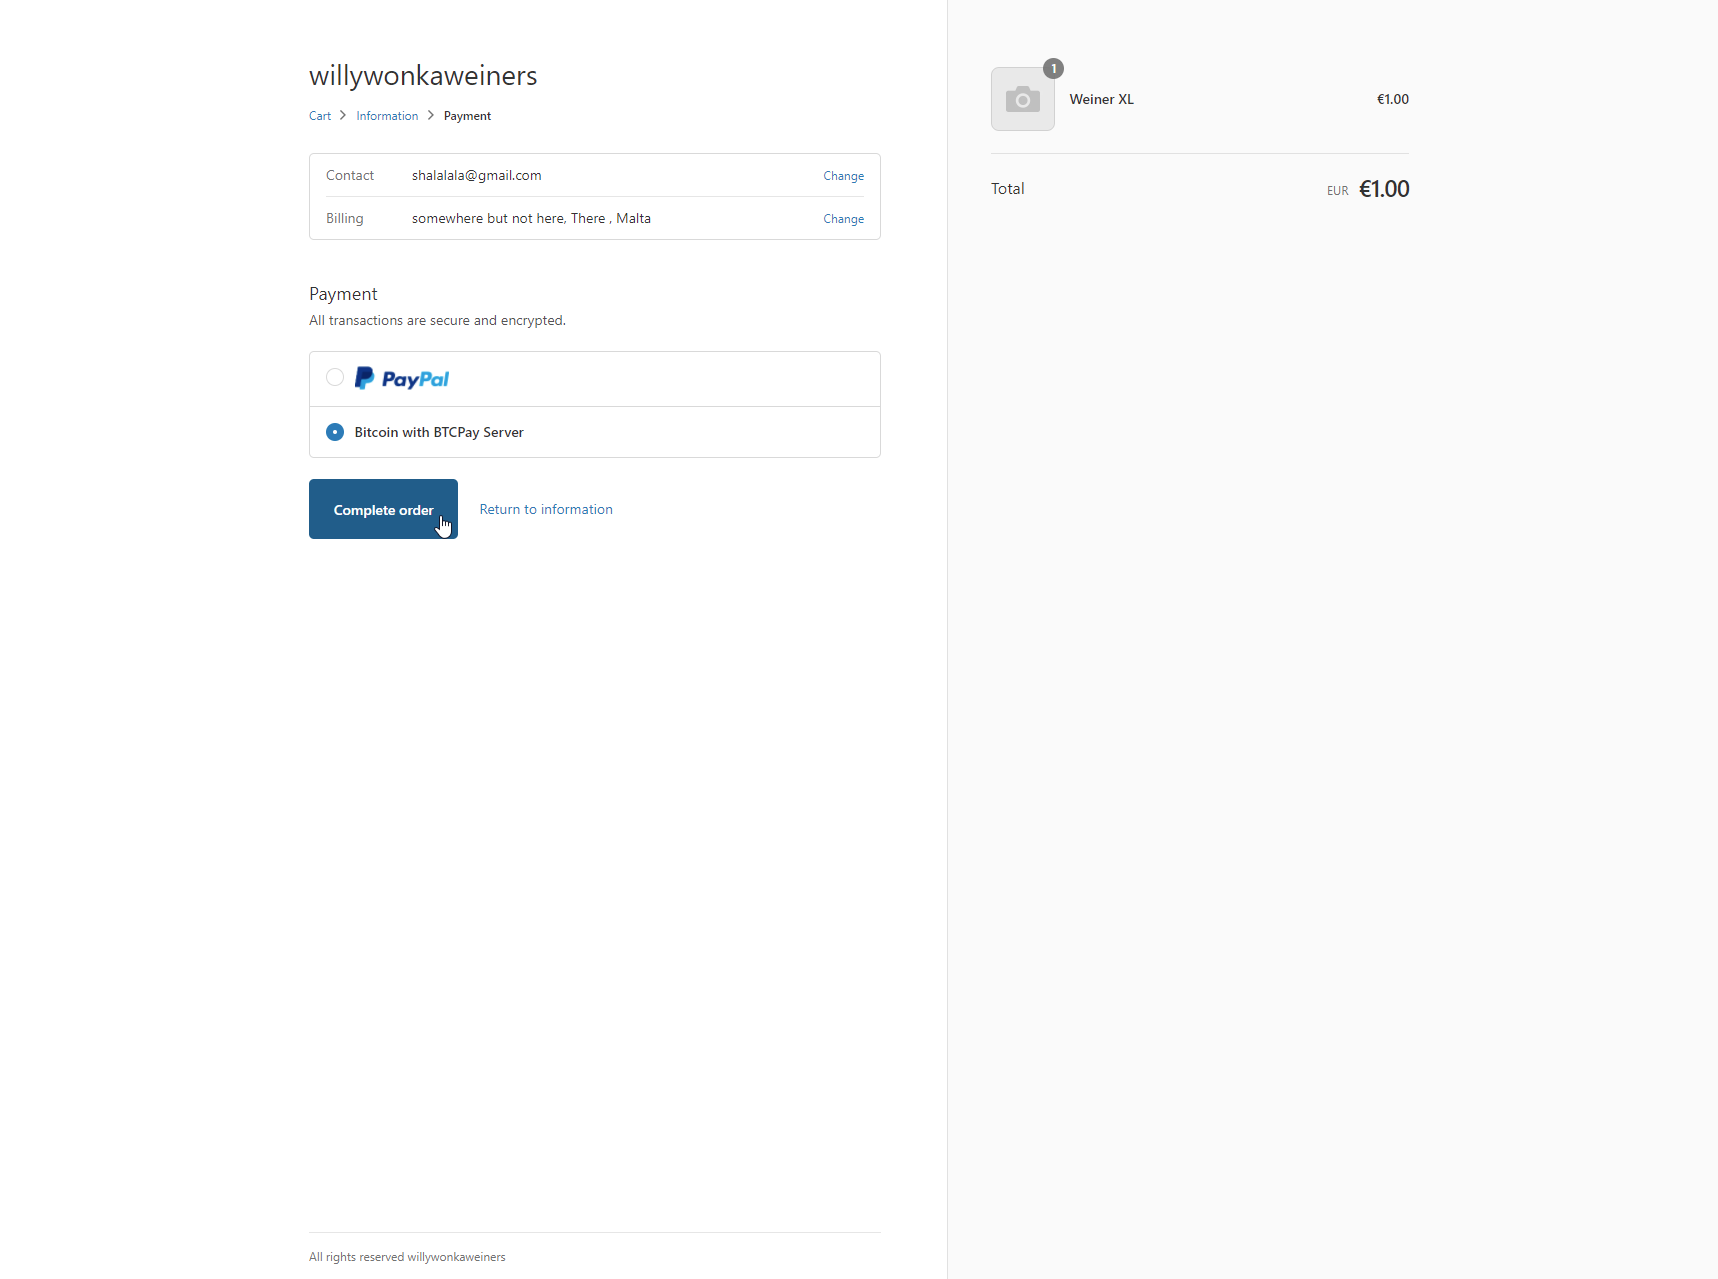 willywonkaweiners
Cart > Information > Payment
Contact shalalala@gmail.com Change
Billing somewhere but not here, There , Malta Change
Payment
All transactions are secure and encrypted.
PayPal
Bitcoin with BTCPay Server
Complete order Return to information
All rights reserved willywonkaweiners
1
Weiner XL €1.00
Total EUR €1.00